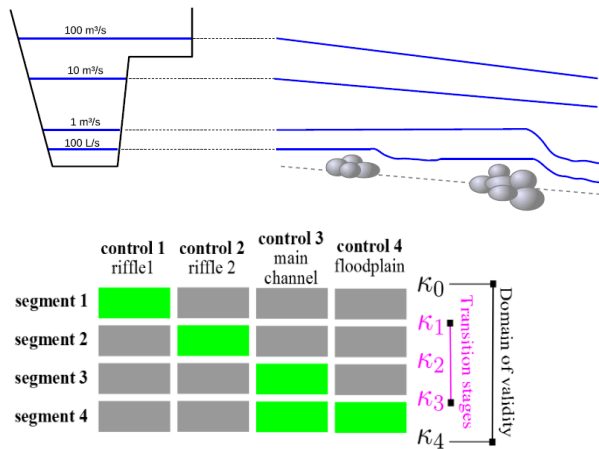 100 m³/s
10 m³/s
1 m³/s
100 L/s
control 1 control 2 control 3 control 4
riffle1 riffle 2 main channel floodplain
segment 1
segment 2
segment 3
segment 4
κ0
κ1
κ2
κ3
κ4
Transition stages
Domain of validity